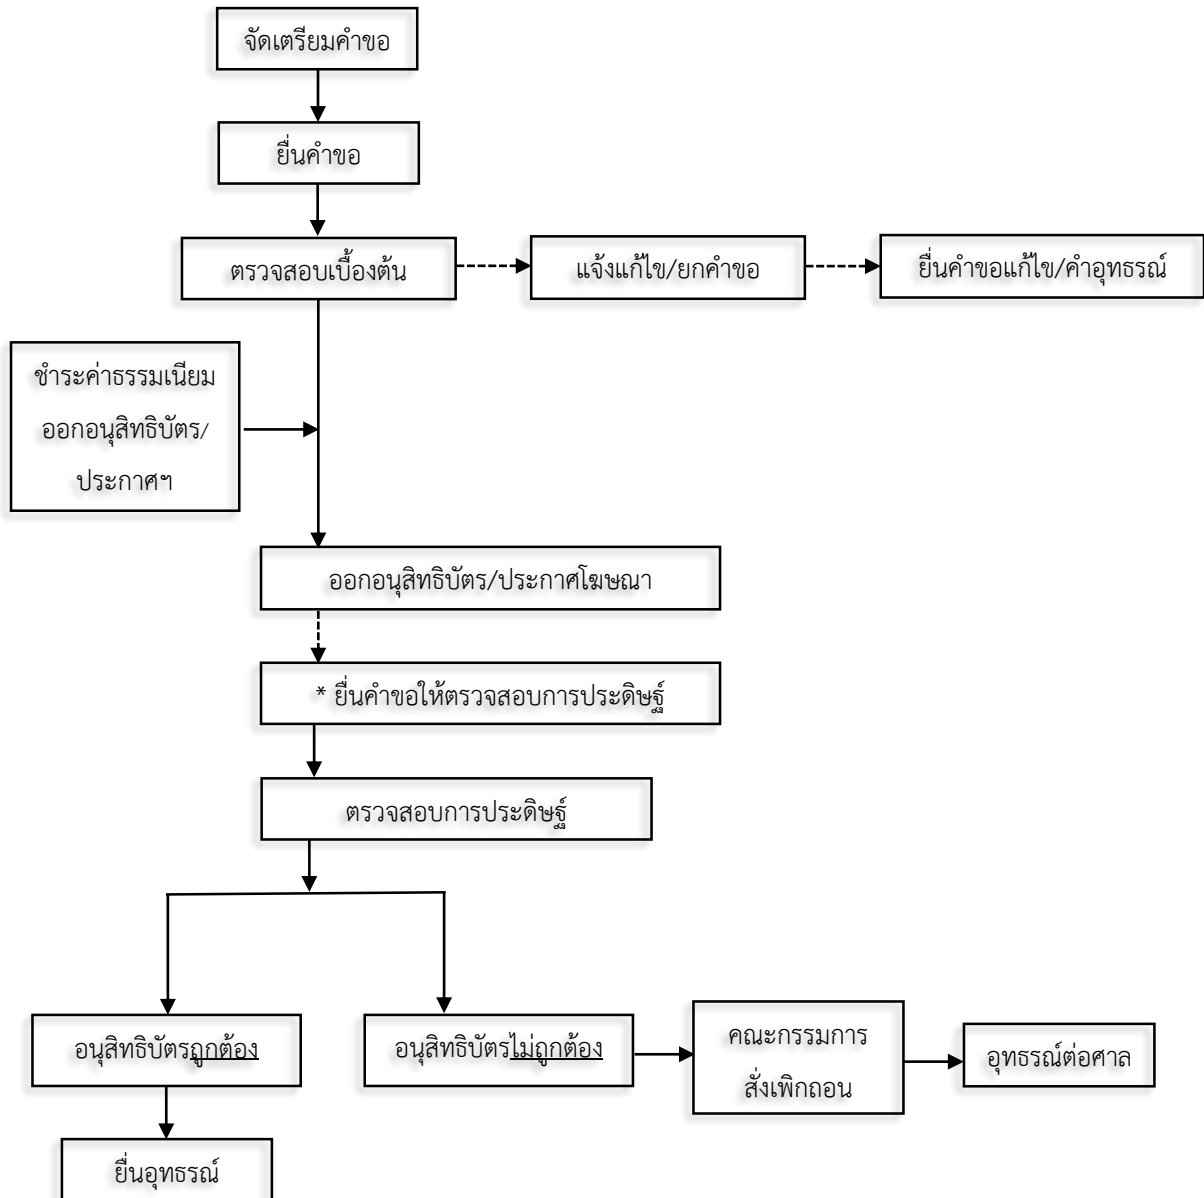 จัดเตรียมคำขอ
ยื่นคำขอ
ตรวจสอบเบื้องต้น
แจ้งแก้ไข/ยกคำขอ
ยื่นคำขอแก้ไข/คำอุทธรณ์
ชำระค่าธรรมเนียม
ออกอนุสิทธิบัตร/
ประกาศฯ
ออกอนุสิทธิบัตร/ประกาศโฆษณา
* ยื่นคำขอให้ตรวจสอบการประดิษฐ์
ตรวจสอบการประดิษฐ์
อนุสิทธิบัตรถูกต้อง
อนุสิทธิบัตรไม่ถูกต้อง
คณะกรรมการ
สั่งเพิกถอน
อุทธรณ์ต่อศาล
ยื่นอุทธรณ์